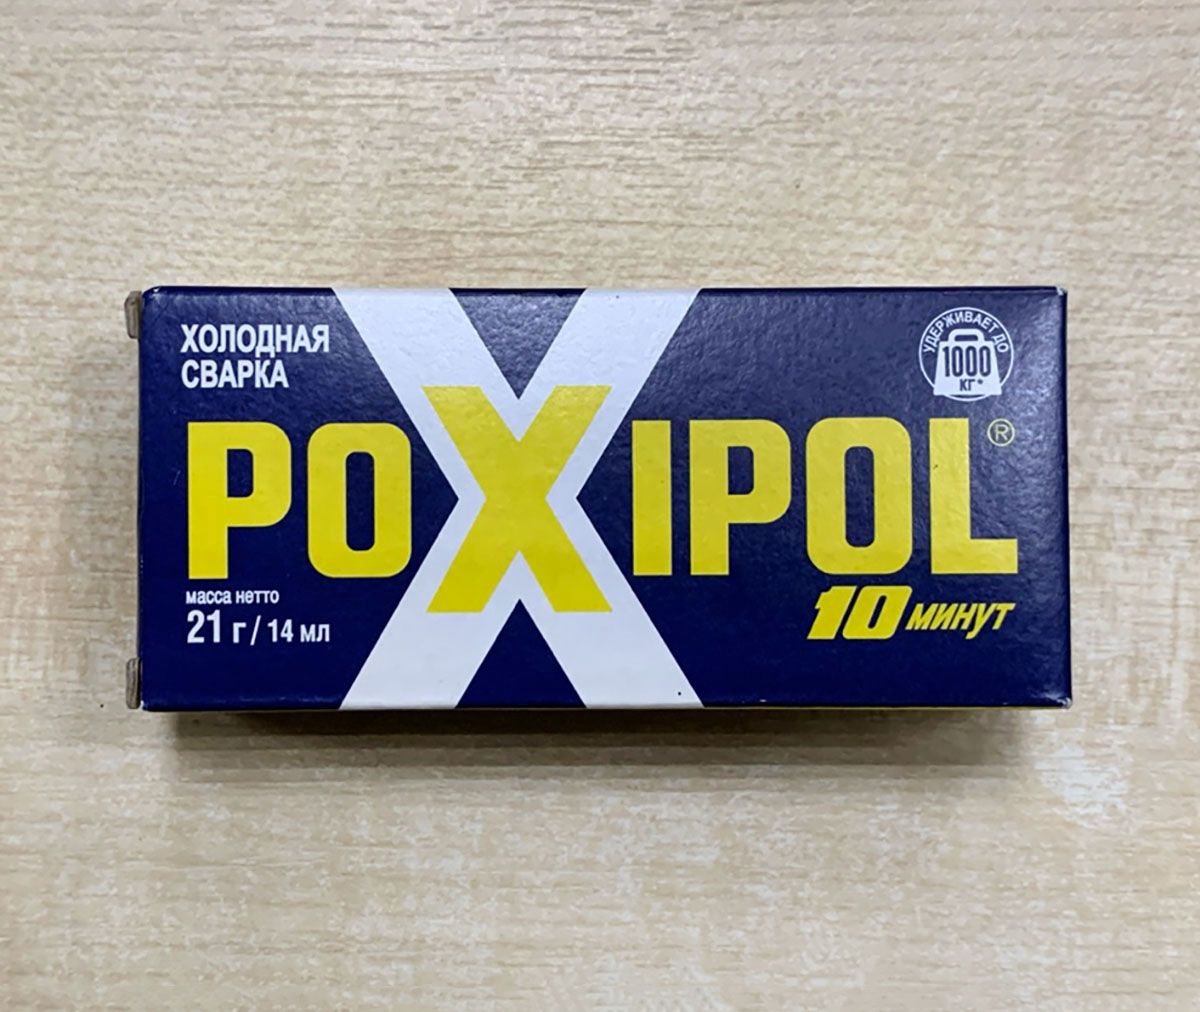 ХОЛОДНАЯ
СВАРКА
УДЕРЖИВАЕТ ДО
1000
КГ*
POXIPOL®
масса нетто
21 г / 14 мл
10 минут